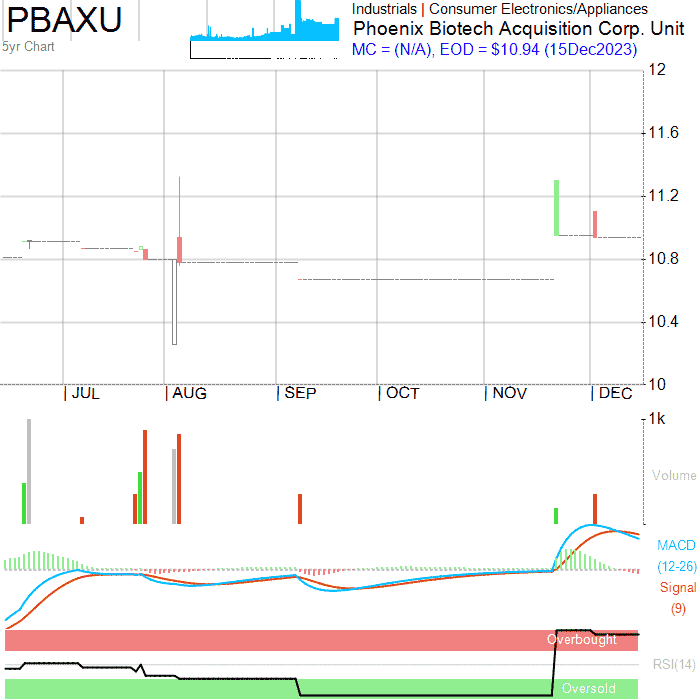 PBAXU
5yr Chart
Industrials | Consumer Electronics/Appliances
Phoenix Biotech Acquisition Corp. Unit
MC = (N/A), EOD = $10.94 (15Dec2023)
12
11.6
11.2
10.8
10.4
10
| JUL | AUG | SEP | OCT | NOV | DEC
1k
Volume
MACD
(12-26)
Signal
(9)
Overbought
RSI(14)
Oversold